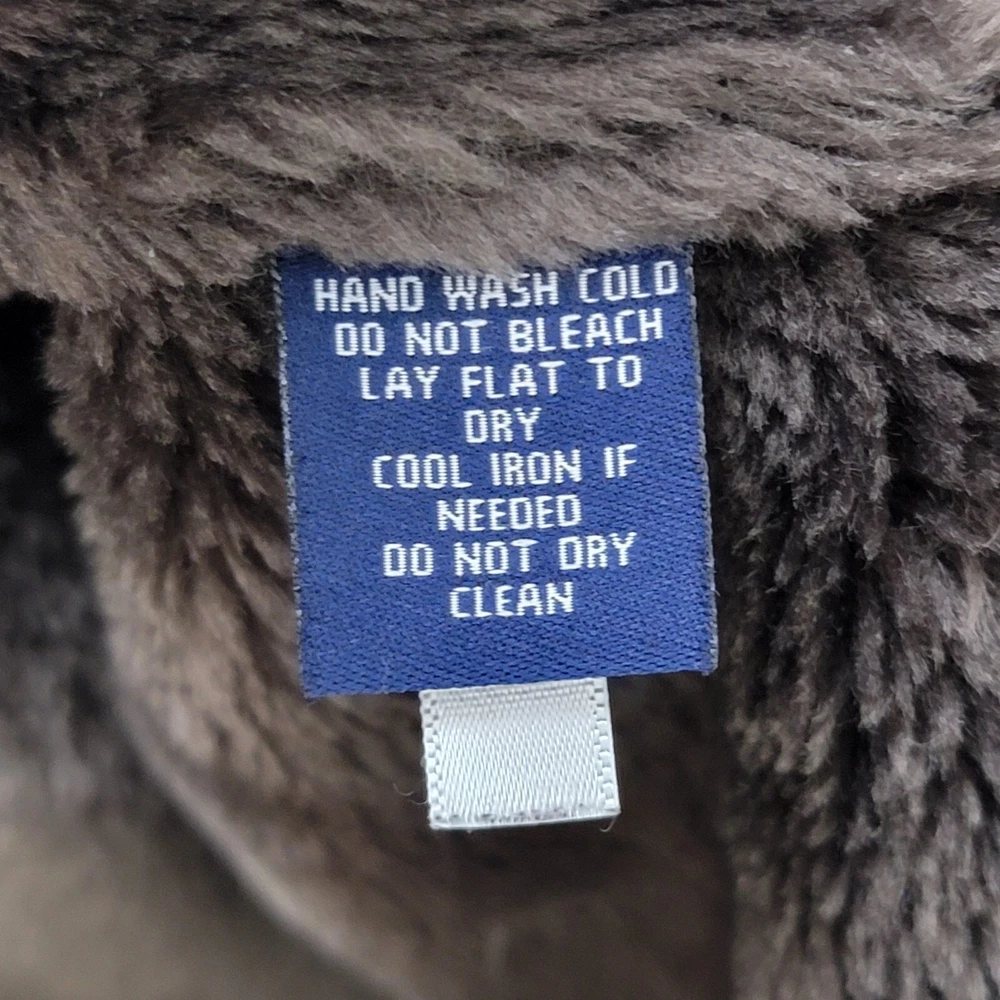 HAND WASH COLD
DO NOT BLEACH
LAY FLAT TO
DRY
COOL IRON IF
NEEDED
DO NOT DRY
CLEAN